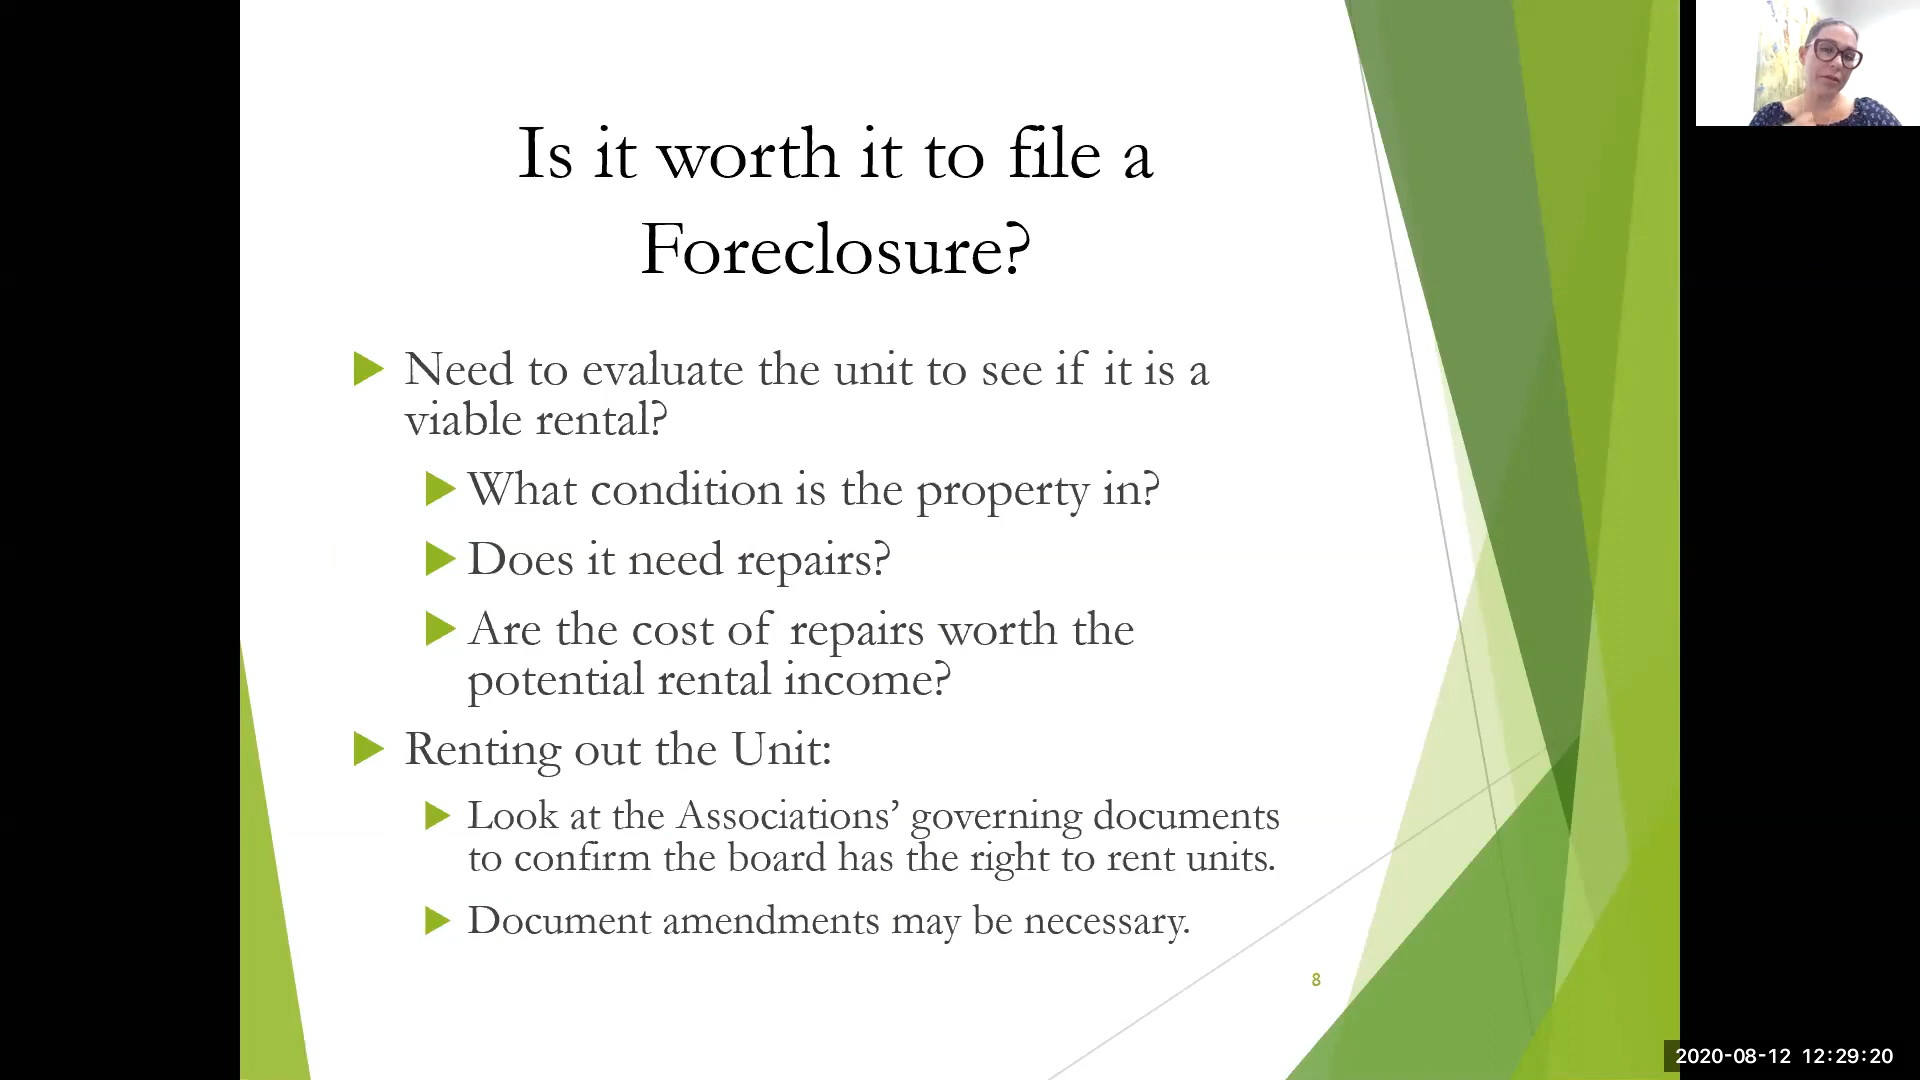 Is it worth it to file a
Foreclosure?
Need to evaluate the unit to see if it is a
viable rental?
What condition is the property in?
Does it need repairs?
Are the cost of repairs worth the
potential rental income?
Renting out the Unit:
Look at the Associations’ governing documents
to confirm the board has the right to rent units.
Document amendments may be necessary.
8
2020-08-12 12:29:20